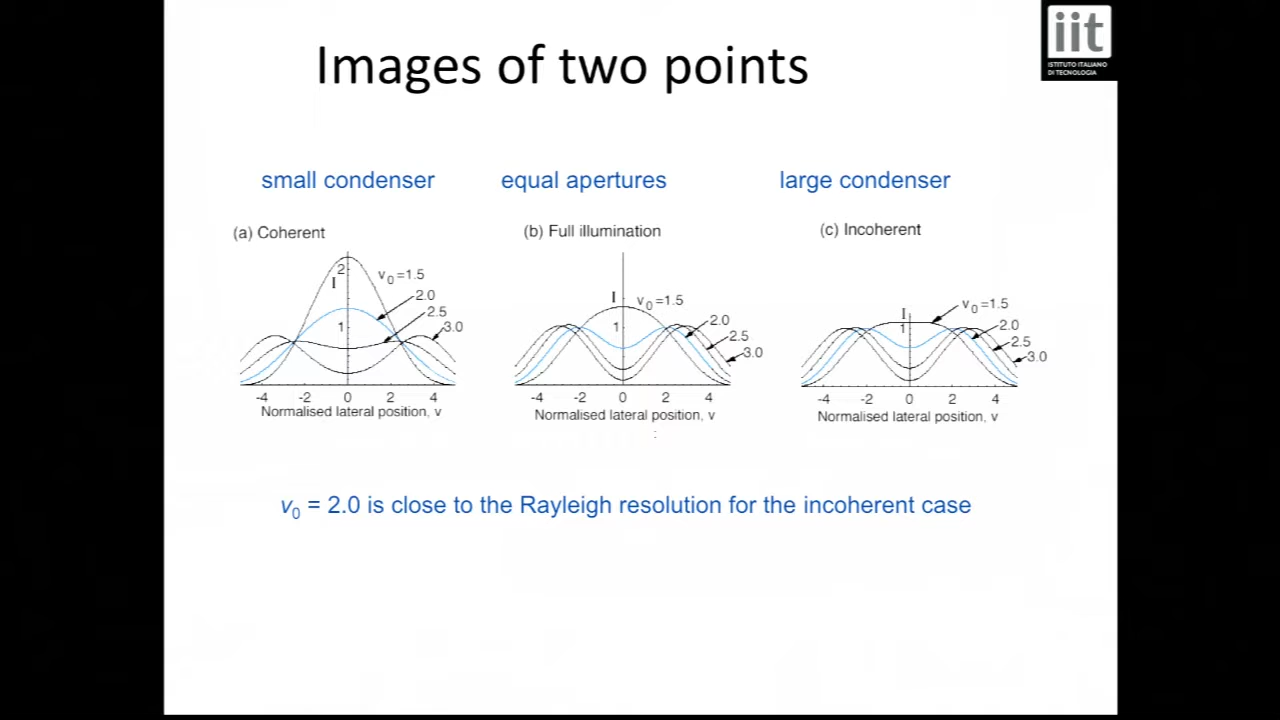 iit
ISTITUTO ITALIANO
DI TECNOLOGIA
Images of two points
small condenser
equal apertures
large condenser
(a) Coherent
(b) Full illumination
(c) Incoherent
2
I
1
v0=1.5
2.0
2.5
3.0
-4 -2 0 2 4
Normalised lateral position, v
I
1
v0=1.5
2.0
2.5
3.0
-4 -2 0 2 4
Normalised lateral position, v
I
1
v0=1.5
2.0
2.5
3.0
-4 -2 0 2 4
Normalised lateral position, v
v0 = 2.0 is close to the Rayleigh resolution for the incoherent case